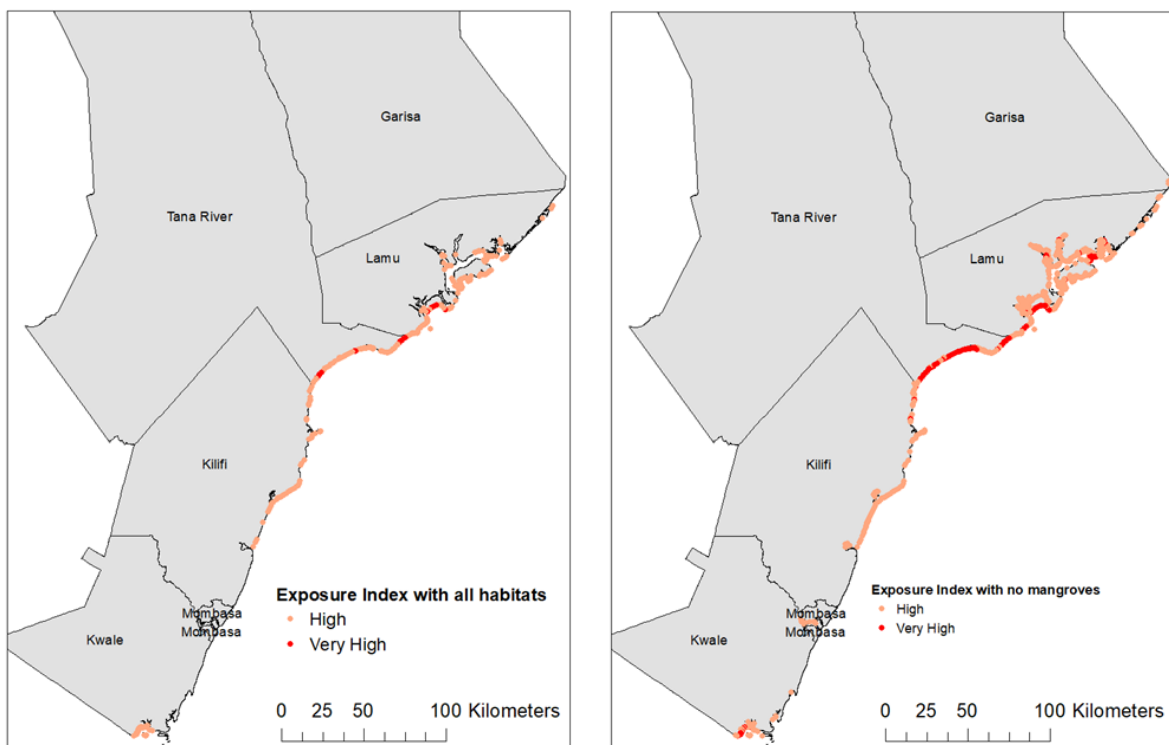 Garisa
Tana River
Lamu
Kilifi
Exposure Index with all habitats
High
Very High
Mombasa
Mombasa
Kwale
0 25 50 100 Kilometers
Garisa
Tana River
Lamu
Kilifi
Exposure Index with no mangroves
High
Very High
Mombasa
Mombasa
Kwale
0 25 50 100 Kilometers